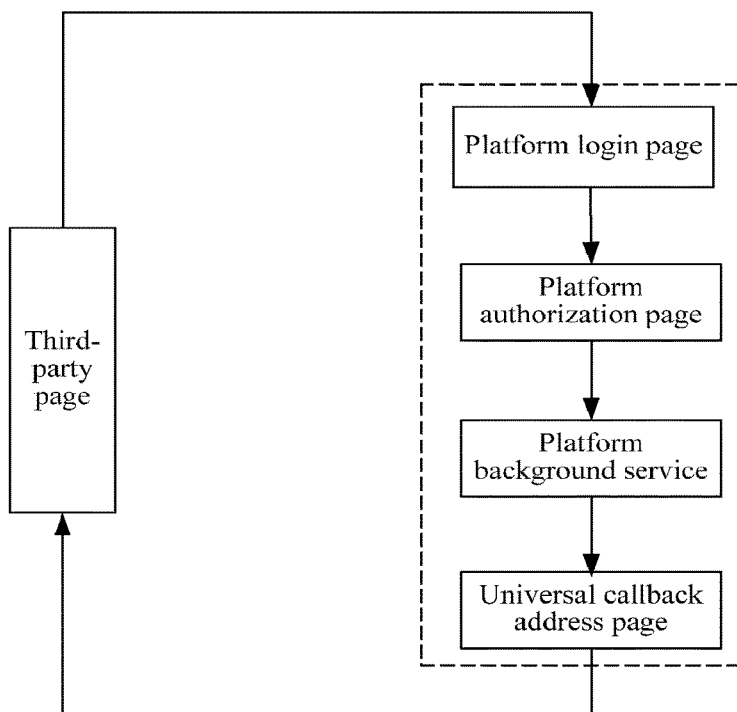 Platform login page
Platform
authorization page
Third-
party
page
Platform
background service
Universal callback
address page